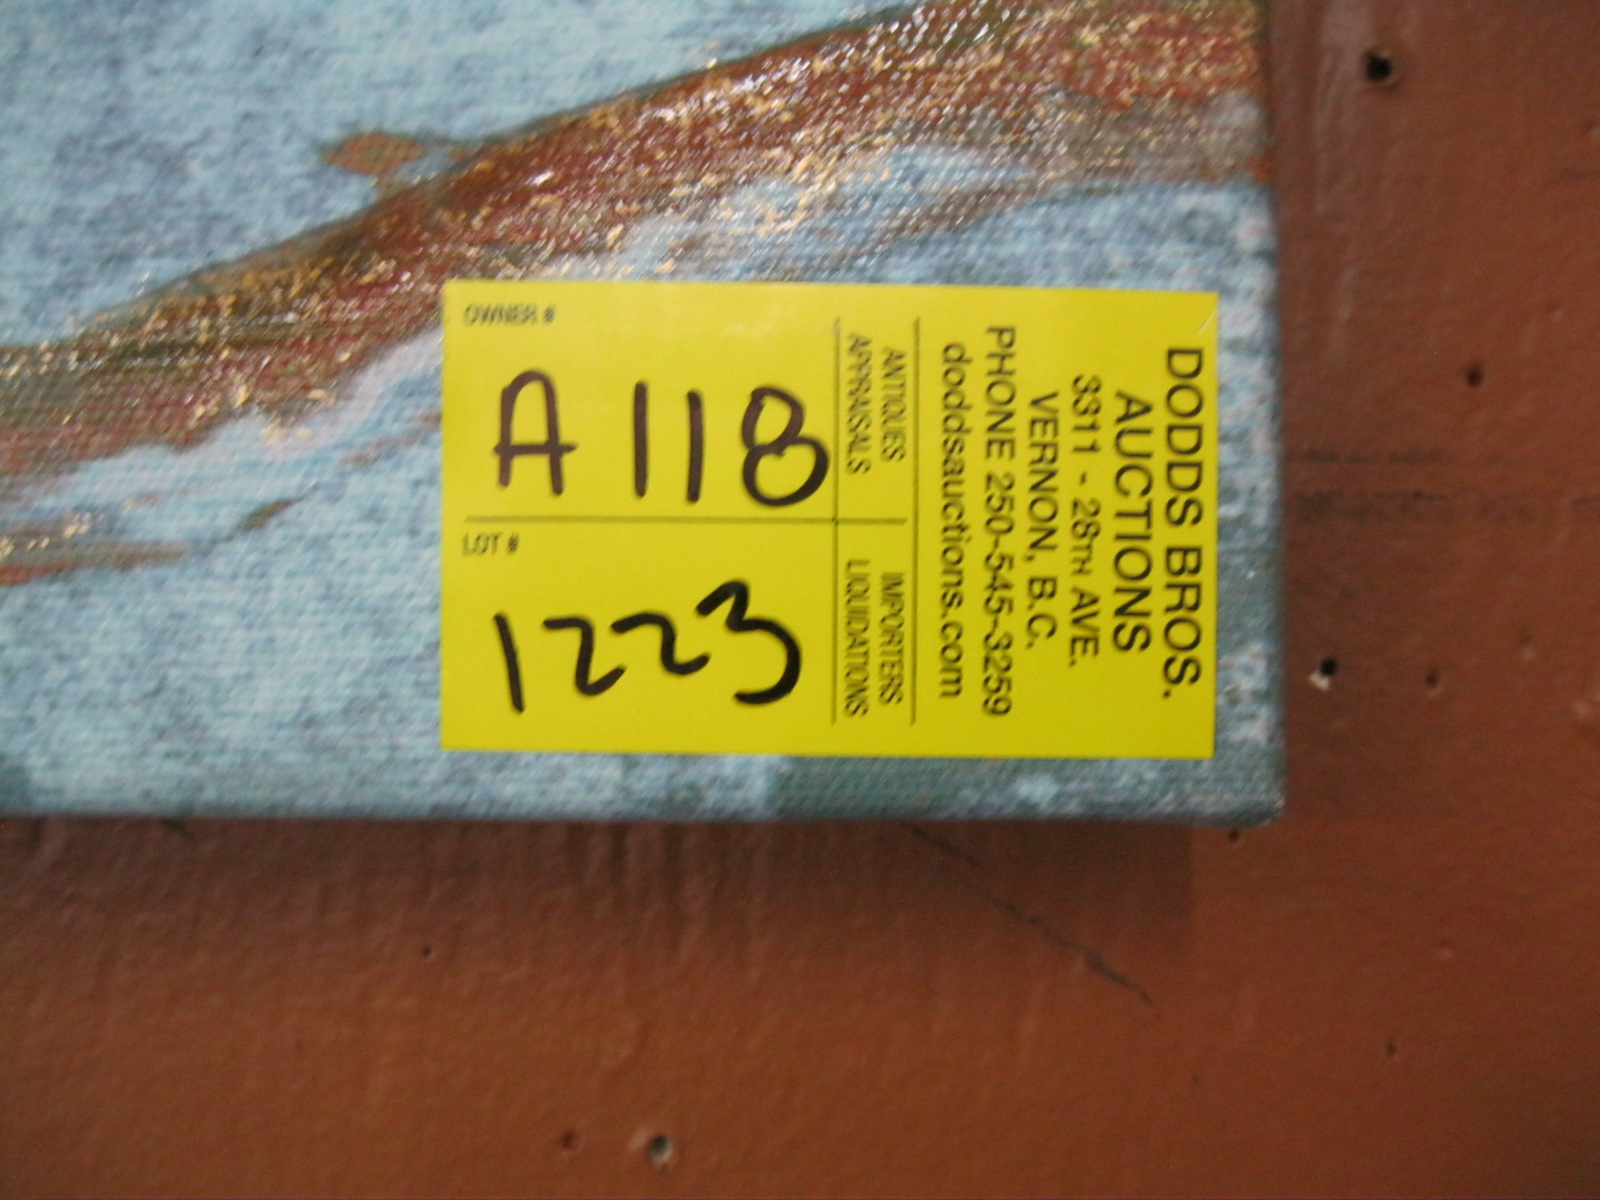 DODDS BROS.
AUCTIONS
3311 - 28TH AVE.
VERNON, B.C.
PHONE 250-545-3259
doddsauctions.com
ANTIQUES IMPORTERS
APPRAISALS LIQUIDATIONS
OWNER #
A 118
LOT #
1223